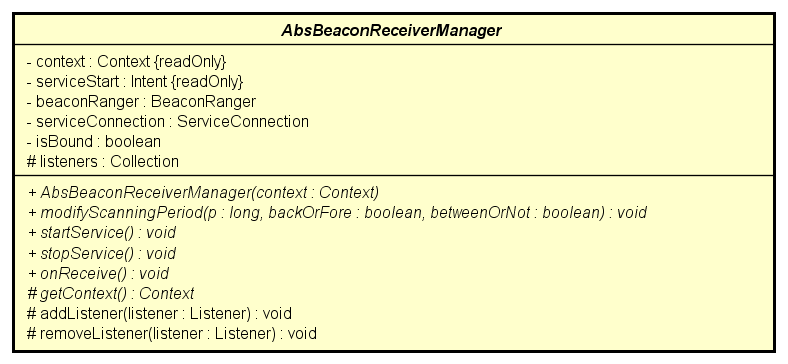 AbsBeaconReceiverManager
- context : Context {readOnly}
- serviceStart : Intent {readOnly}
- beaconRanger : BeaconRanger
- serviceConnection : ServiceConnection
- isBound : boolean
# listeners : Collection
+ AbsBeaconReceiverManager(context : Context)
+ modifyScanningPeriod(p : long, backOrFore : boolean, betweenOrNot : boolean) : void
+ startService() : void
+ stopService() : void
+ onReceive() : void
# getContext() : Context
# addListener(listener : Listener) : void
# removeListener(listener : Listener) : void